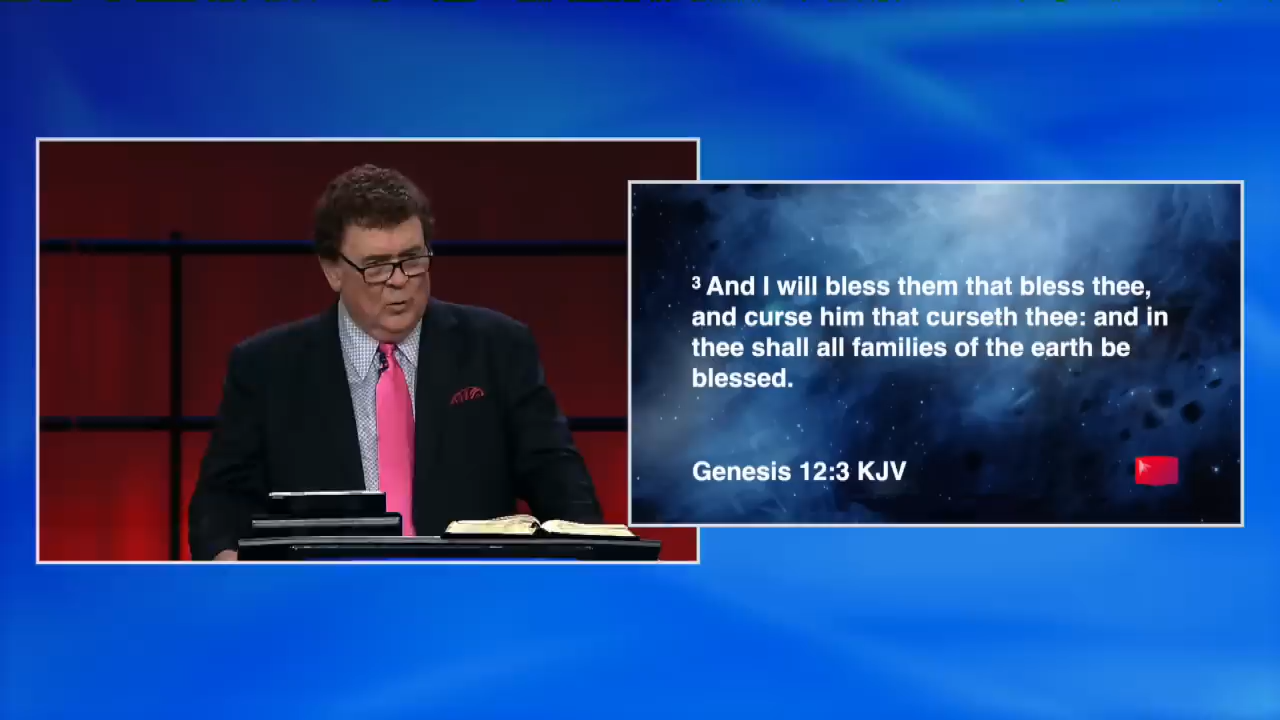 ³ And I will bless them that bless thee,
and curse him that curseth thee: and in
thee shall all families of the earth be
blessed.
Genesis 12:3 KJV